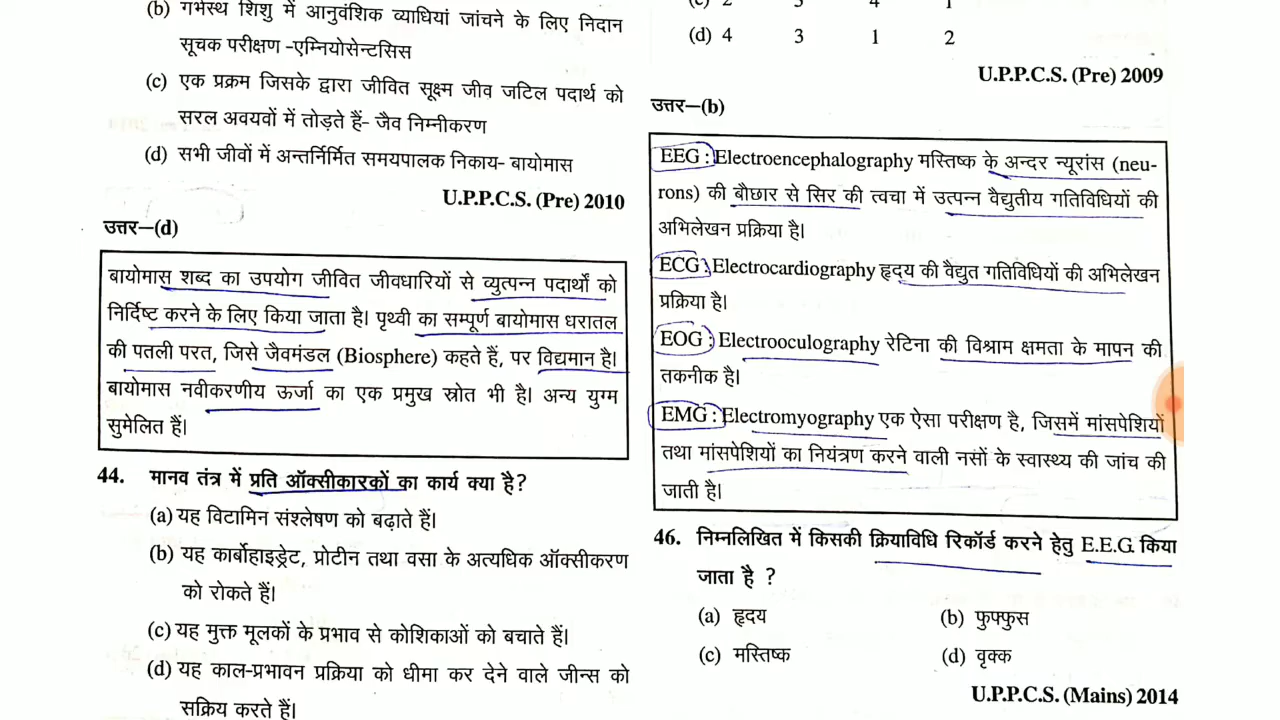 (b) गर्भस्थ शिशु में आनुवंशिक व्याधियां जांचने के लिए निदान
सूचक परीक्षण -एम्नियोसेन्टसिस
(c) एक प्रक्रम जिसके द्वारा जीवित सूक्ष्म जीव जटिल पदार्थ को
सरल अवयवों में तोड़ते हैं- जैव निम्नीकरण
(d) सभी जीवों में अन्तर्निर्मित समयपालक निकाय- बायोमास
U.P.P.C.S. (Pre) 2010
उत्तर–(d)
बायोमास शब्द का उपयोग जीवित जीवधारियों से व्युत्पन्न पदार्थों को
निर्दिष्ट करने के लिए किया जाता है। पृथ्वी का सम्पूर्ण बायोमास धरातल
की पतली परत, जिसे जैवमंडल (Biosphere) कहते हैं, पर विद्यमान है।
बायोमास नवीकरणीय ऊर्जा का एक प्रमुख स्रोत भी है। अन्य युग्म
सुमेलित हैं।
44. मानव तंत्र में प्रति ऑक्सीकारकों का कार्य क्या है?
(a) यह विटामिन संश्लेषण को बढ़ाते हैं।
(b) यह कार्बोहाइड्रेट, प्रोटीन तथा वसा के अत्यधिक ऑक्सीकरण
को रोकते हैं।
(c) यह मुक्त मूलकों के प्रभाव से कोशिकाओं को बचाते हैं।
(d) यह काल-प्रभावन प्रक्रिया को धीमा कर देने वाले जीन्स को
सक्रिय करते हैं।
(c) 2 3 4 1
(d) 4 3 1 2
U.P.P.C.S. (Pre) 2009
उत्तर–(b)
EEG : Electroencephalography मस्तिष्क के अन्दर न्यूरांस (neu-
rons) की बौछार से सिर की त्वचा में उत्पन्न वैद्युतीय गतिविधियों की
अभिलेखन प्रक्रिया है।
ECG : Electrocardiography हृदय की वैद्युत गतिविधियों की अभिलेखन
प्रक्रिया है।
EOG : Electrooculography रेटिना की विश्राम क्षमता के मापन की
तकनीक है।
EMG : Electromyography एक ऐसा परीक्षण है, जिसमें मांसपेशियों
तथा मांसपेशियों का नियंत्रण करने वाली नसों के स्वास्थ्य की जांच की
जाती है।
46. निम्नलिखित में किसकी क्रियाविधि रिकॉर्ड करने हेतु E.E.G. किया
जाता है ?
(a) हृदय (b) फुफ्फुस
(c) मस्तिष्क (d) वृक्क
U.P.P.C.S. (Mains) 2014